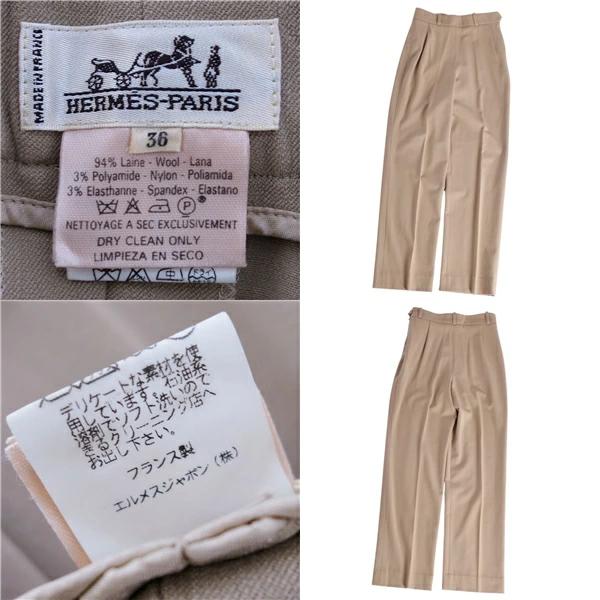 MADE IN FRANCE
HERMÈS-PARIS
36
94% Laine - Wool - Lana
3% Polyamide - Nylon - Poliamida
3% Elasthanne - Spandex - Elastano
P ®
NETTOYAGE A SEC EXCLUSIVEMENT
DRY CLEAN ONLY
LIMPIEZA EN SECO
デリケートな素材を使
用しています。石油系
溶剤でソフト洗いので
きるクリーニング店へ
お出し下さい。
フランス製
エルメスジャポン（株）